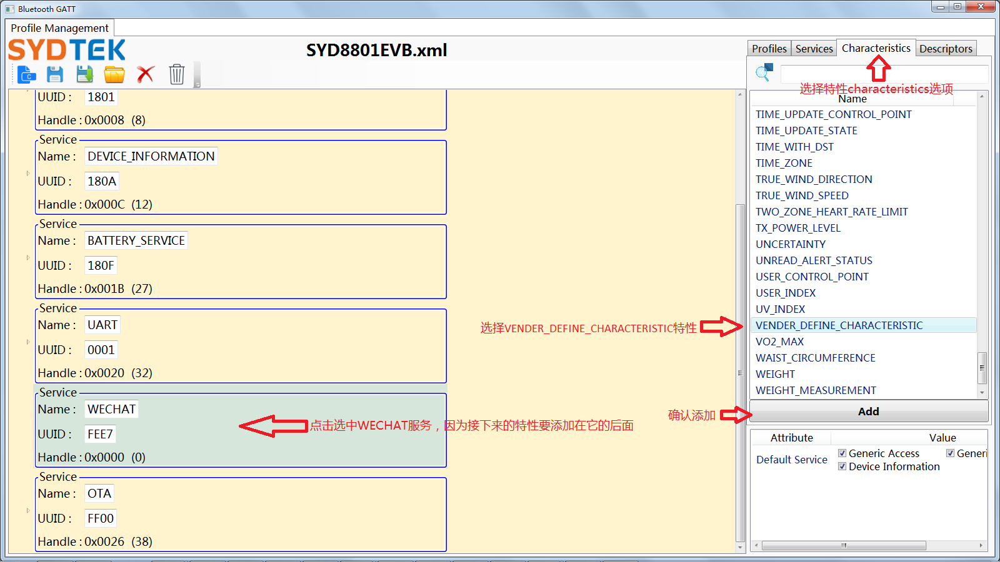 Bluetooth GATT
Profile Management
SYDTEK
SYD8801EVB.xml
UUID : 1801
Handle : 0x0008 (8)
Service
Name : DEVICE_INFORMATION
UUID : 180A
Handle : 0x000C (12)
Service
Name : BATTERY_SERVICE
UUID : 180F
Handle : 0x001B (27)
Service
Name : UART
UUID : 0001
Handle : 0x0020 (32)
Service
Name : WECHAT
UUID : FEE7
Handle : 0x0000 (0)
点击选中WECHAT服务，因为接下来的特性要添加在它的后面
Service
Name : OTA
UUID : FF00
Handle : 0x0026 (38)
Profiles Services Characteristics Descriptors
选择特性characteristics选项
Name
TIME_UPDATE_CONTROL_POINT
TIME_UPDATE_STATE
TIME_WITH_DST
TIME_ZONE
TRUE_WIND_DIRECTION
TRUE_WIND_SPEED
TWO_ZONE_HEART_RATE_LIMIT
TX_POWER_LEVEL
UNCERTAINTY
UNREAD_ALERT_STATUS
USER_CONTROL_POINT
USER_INDEX
UV_INDEX
选择VENDER_DEFINE_CHARACTERISTIC特性
VENDER_DEFINE_CHARACTERISTIC
VO2_MAX
WAIST_CIRCUMFERENCE
WEIGHT
WEIGHT_MEASUREMENT
确认添加
Add
Attribute Value
Default Service
Generic Access Generi
Device Information